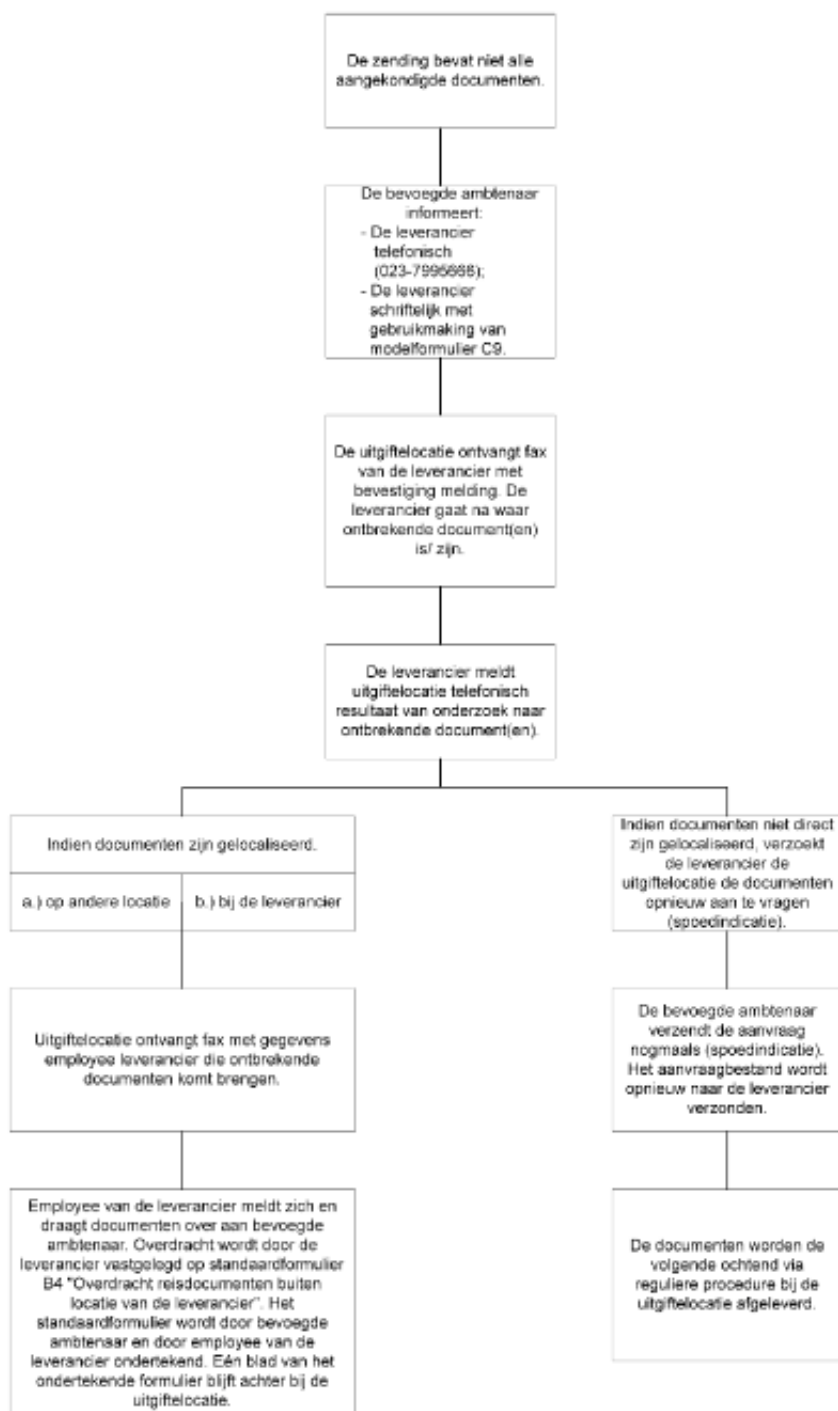 De zending bevat niet alle
aangekondigde documenten.
De bevoegde ambtenaar
informeert:
- De leverancier
telefonisch
(023-7995666);
- De leverancier
schriftelijk met
gebruikmaking van
modelformulier C9.
De uitgiftelocatie ontvangt fax
van de leverancier met
bevestiging melding. De
leverancier gaat na waar
ontbrekende document(en)
is/ zijn.
De leverancier meldt
uitgiftelocatie telefonisch
resultaat van onderzoek naar
ontbrekende document(en).
Indien documenten zijn gelocaliseerd.
a.) op andere locatie
b.) bij de leverancier
Uitgiftelocatie ontvangt fax met gegevens
employee leverancier die ontbrekende
documenten komt brengen.
Employee van de leverancier meldt zich en
draagt documenten over aan bevoegde
ambtenaar. Overdracht wordt door de
leverancier vastgelegd op standaardformulier
B4 "Overdracht reisdocumenten buiten
locatie van de leverancier". Het
standaardformulier wordt door bevoegde
ambtenaar en door employee van de
leverancier ondertekend. Eén blad van het
ondertekende formulier blijft achter bij de
uitgiftelocatie.
Indien documenten niet direct
zijn gelocaliseerd, verzoekt
de leverancier de
uitgiftelocatie de documenten
opnieuw aan te vragen
(spoedindicatie).
De bevoegde ambtenaar
verzendt de aanvraag
nogmaals (spoedindicatie).
Het aanvraagbestand wordt
opnieuw naar de leverancier
verzonden.
De documenten worden de
volgende ochtend via
reguliere procedure bij de
uitgiftelocatie afgeleverd.